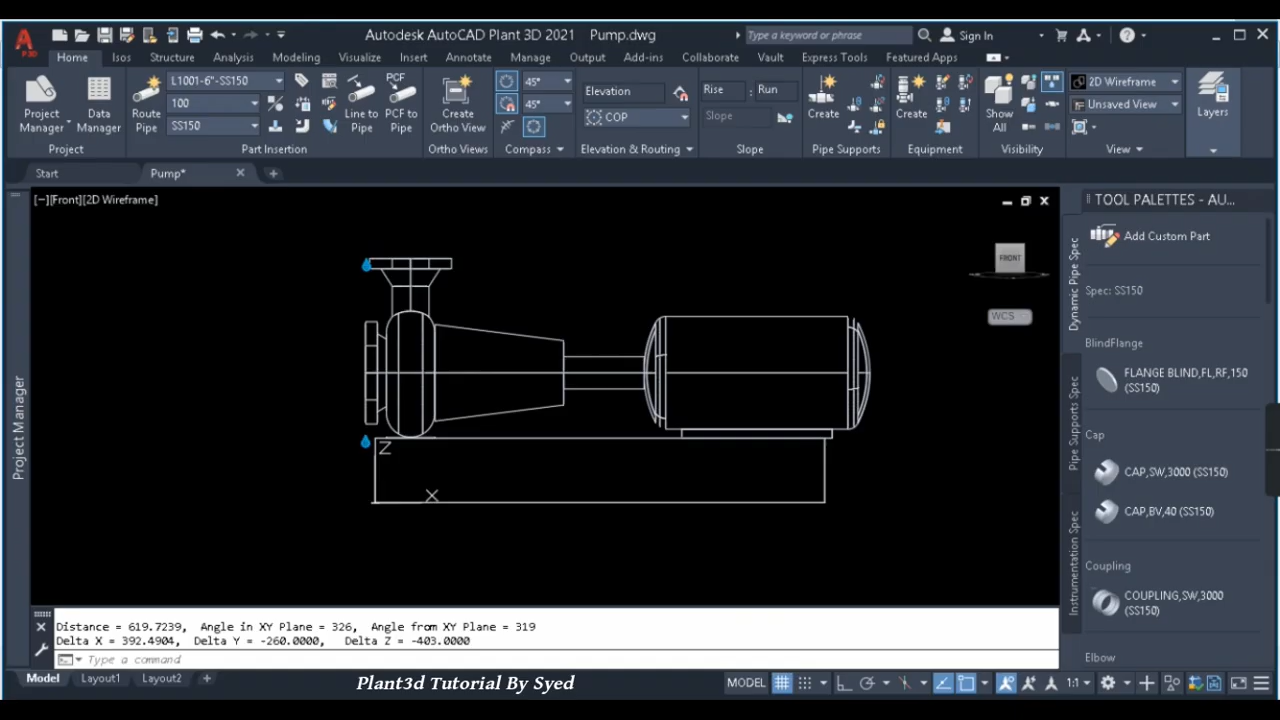 Autodesk AutoCAD Plant 3D 2021 Pump.dwg
Type a keyword or phrase
Sign In
P3D
Home Isos Structure Analysis Modeling Visualize Insert Annotate Manage Output Add-ins Collaborate Vault Express Tools Featured Apps
Project Manager
Data Manager
Project
Route Pipe
L1001-6"-SS150
100
SS150
Line to Pipe
PCF to Pipe
PCF
Part Insertion
Create Ortho View
Ortho Views
45°
45°
Compass
Elevation
COP
Elevation & Routing
Rise : Run
Slope
Slope
Create
Pipe Supports
Create
Equipment
Show All
Visibility
2D Wireframe
Unsaved View
View
Layers
Start
Pump*
[−][Front][2D Wireframe]
FRONT
WCS
Z
X
Project Manager
TOOL PALETTES - AU...
Dynamic Pipe Spec
Pipe Supports Spec
Instrumentation Spec
Add Custom Part
Spec: SS150
BlindFlange
FLANGE BLIND,FL,RF,150
(SS150)
Cap
CAP,SW,3000 (SS150)
CAP,BV,40 (SS150)
Coupling
COUPLING,SW,3000
(SS150)
Elbow
Distance = 619.7239, Angle in XY Plane = 326, Angle from XY Plane = 319
Delta X = 392.4904, Delta Y = -260.0000, Delta Z = -403.0000
Type a command
Model Layout1 Layout2
Plant3d Tutorial By Syed
MODEL
1:1